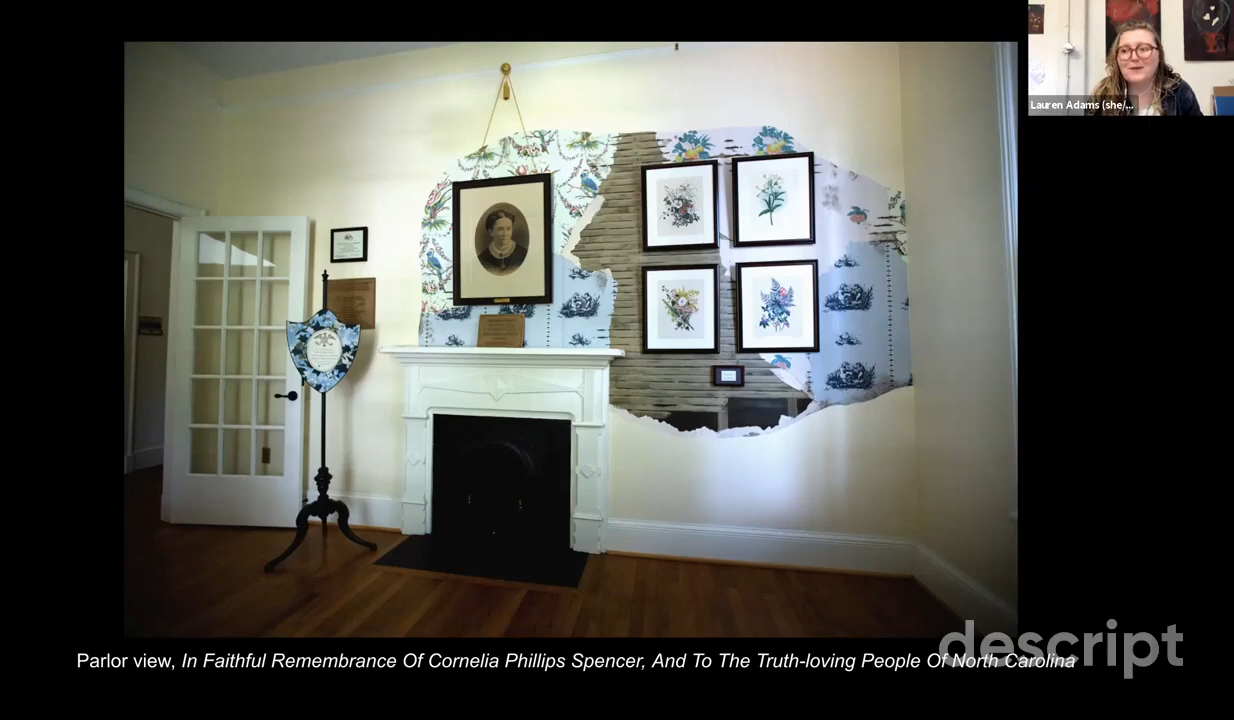 Lauren Adams (she/...
Parlor view, In Faithful Remembrance Of Cornelia Phillips Spencer, And To The Truth-loving People Of North Carolina
descript